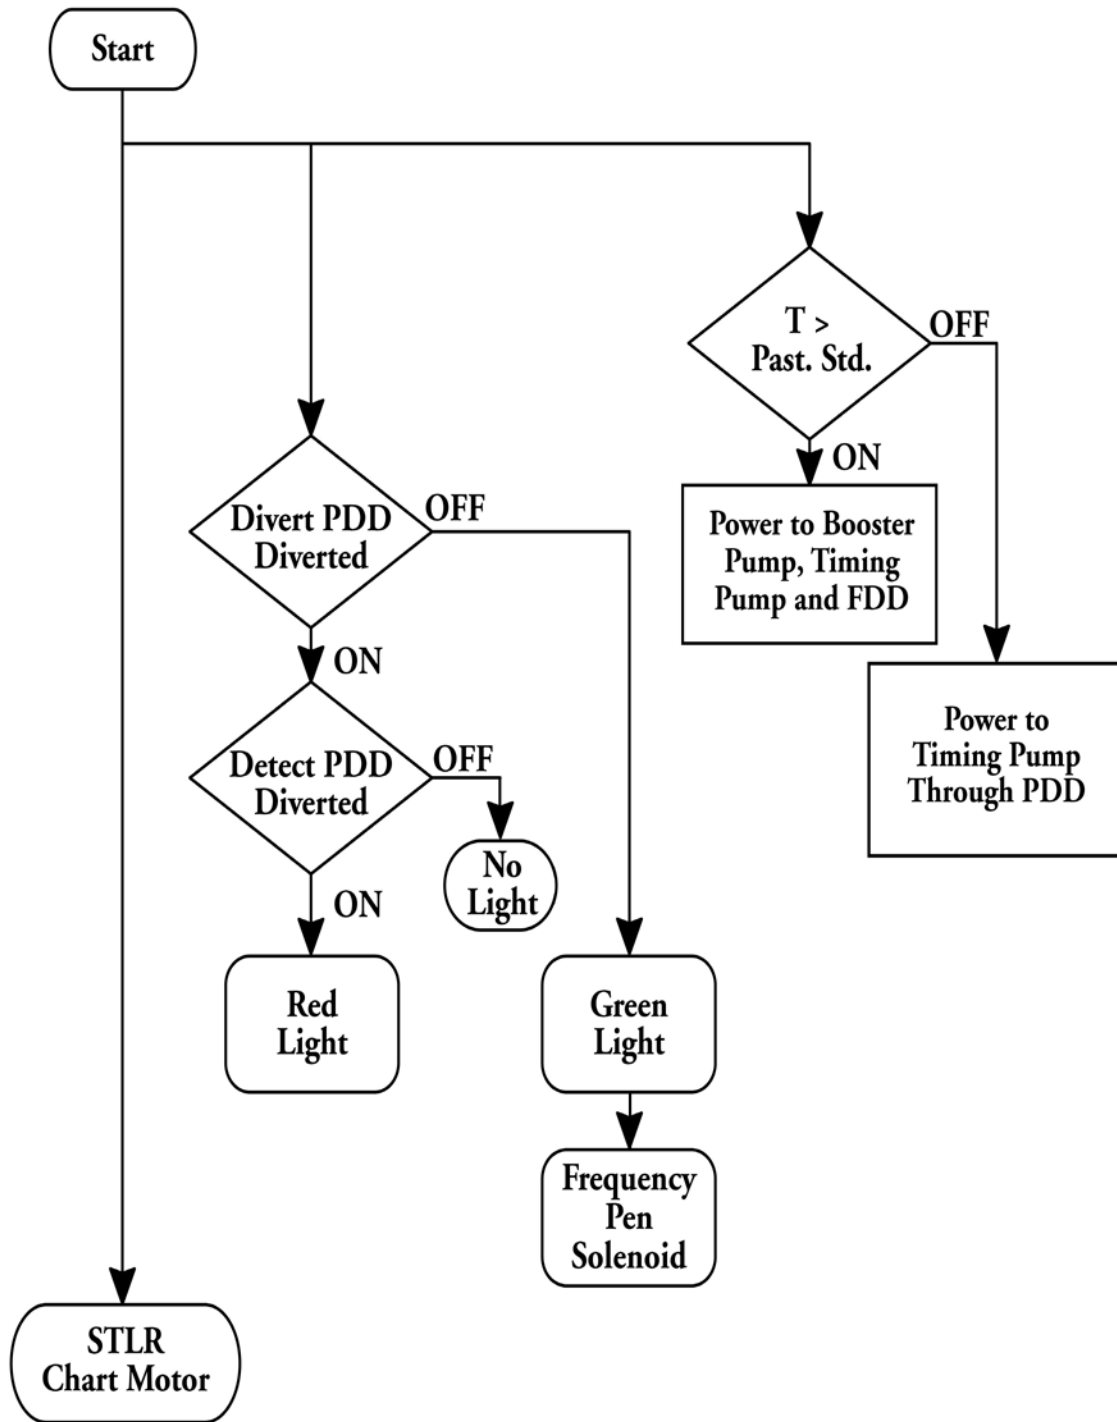 Start
T >
Past. Std.
OFF
ON
Power to Booster
Pump, Timing
Pump and FDD
Power to
Timing Pump
Through PDD
Divert PDD
Diverted
OFF
ON
Detect PDD
Diverted
OFF
ON
No
Light
Red
Light
Green
Light
Frequency
Pen
Solenoid
STLR
Chart Motor